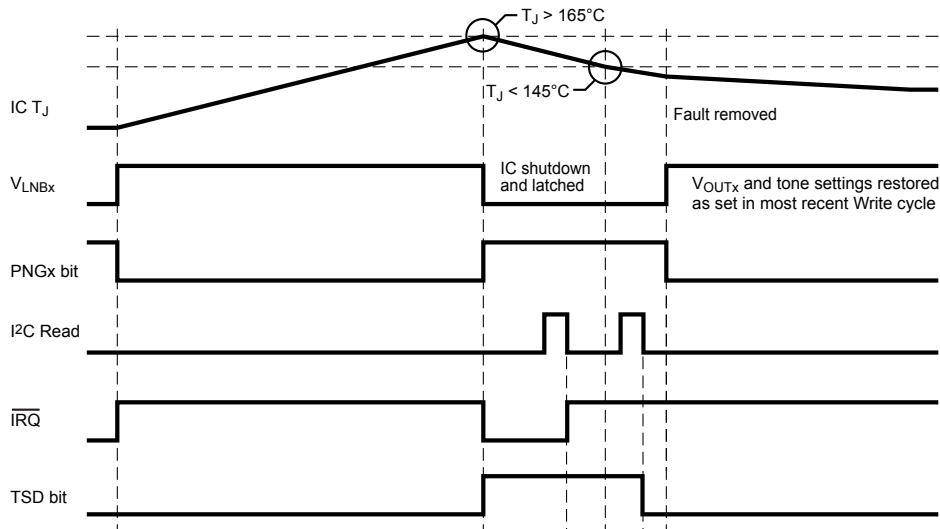 T_J > 165°C
T_J < 145°C
IC T_J
Fault removed
V_LNBx
IC shutdown
and latched
V_OUTx and tone settings restored
as set in most recent Write cycle
PNGx bit
I²C Read
I̅R̅Q̅
TSD bit